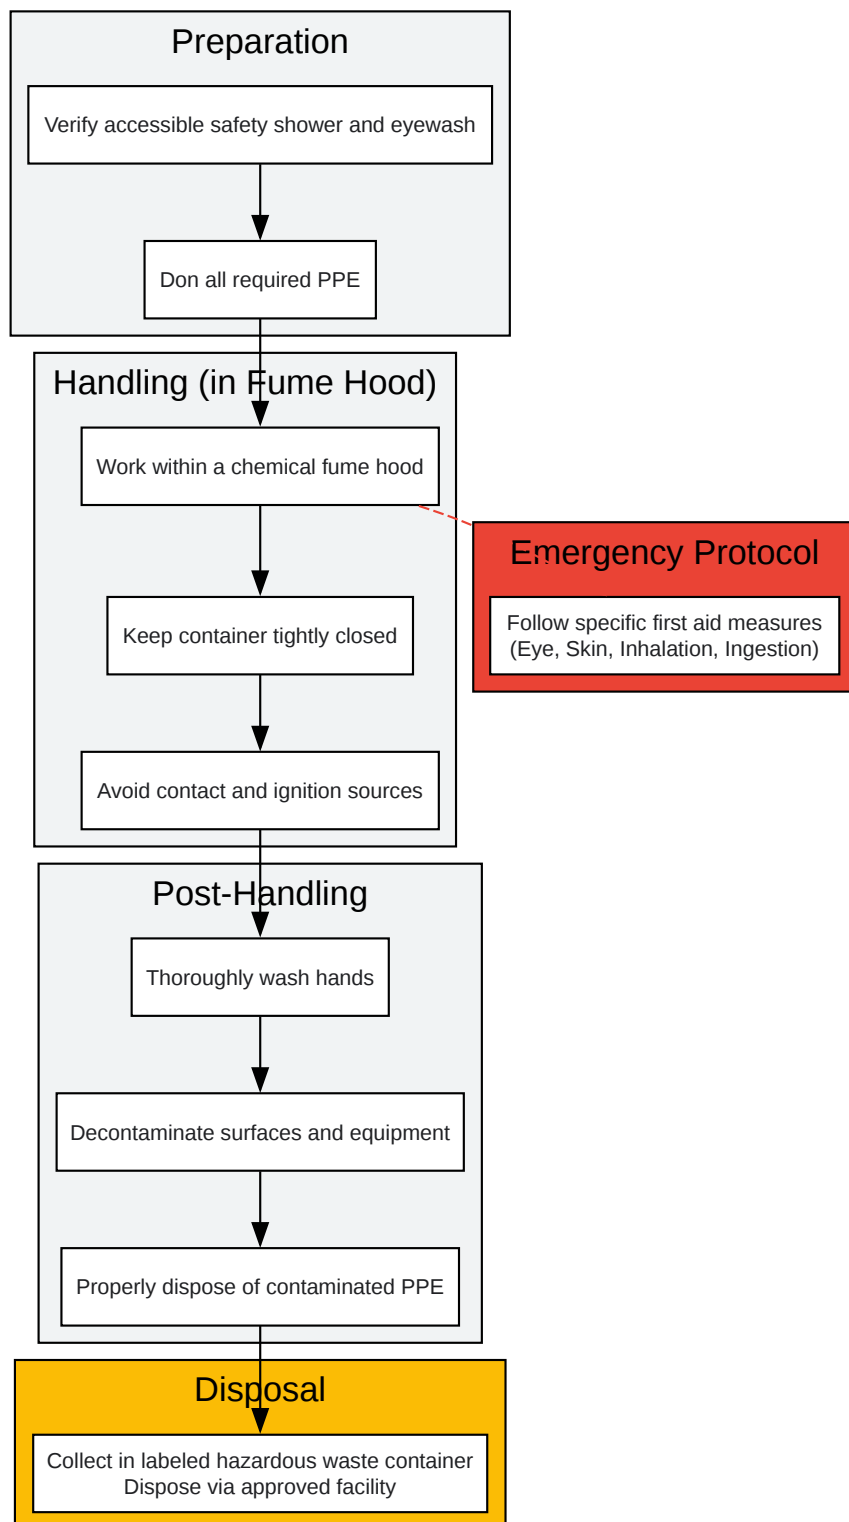 Preparation
Verify accessible safety shower and eyewash
Don all required PPE
Handling (in Fume Hood)
Work within a chemical fume hood
Emergency Protocol
Follow specific first aid measures
(Eye, Skin, Inhalation, Ingestion)
Keep container tightly closed
Avoid contact and ignition sources
Post-Handling
Thoroughly wash hands
Decontaminate surfaces and equipment
Properly dispose of contaminated PPE
Disposal
Collect in labeled hazardous waste container
Dispose via approved facility